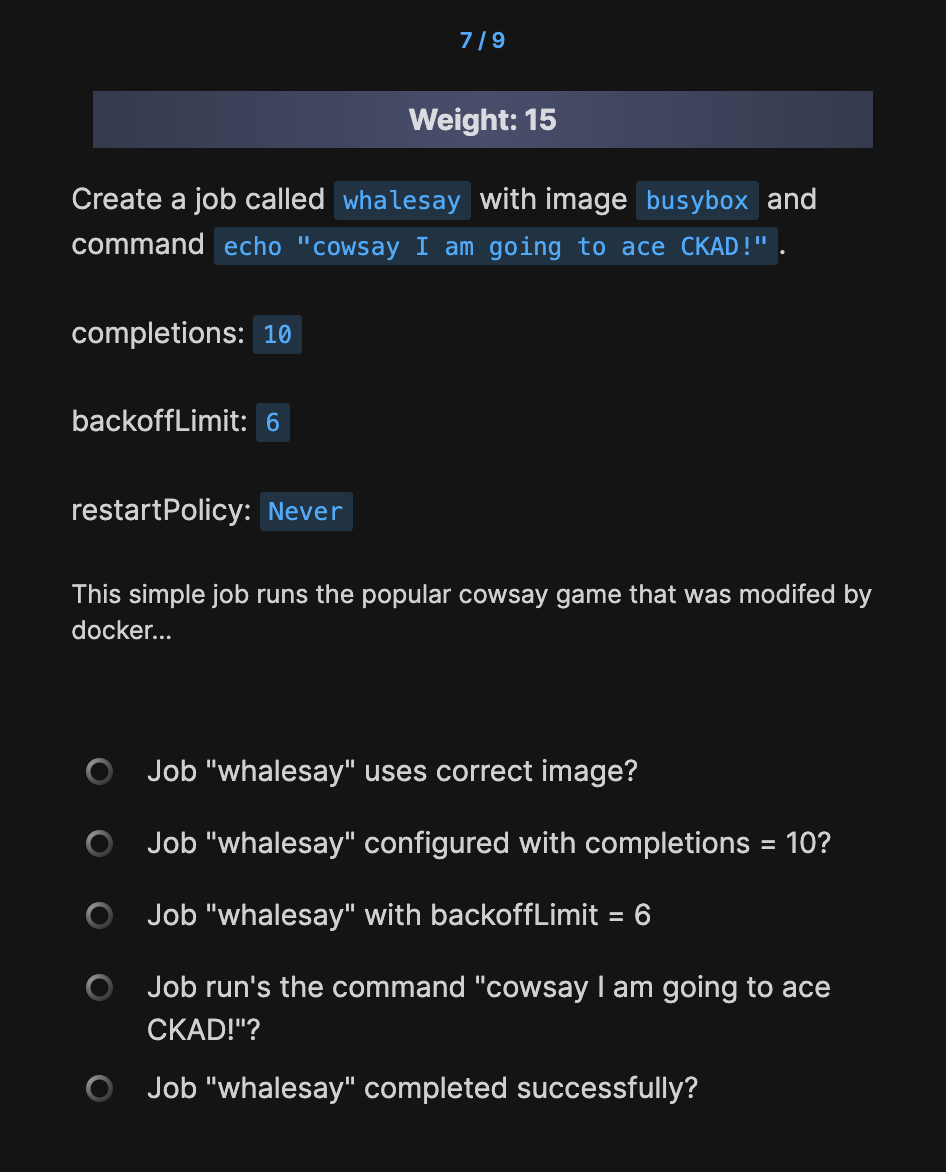 7 / 9
Weight: 15
Create a job called whalesay with image busybox and
command echo "cowsay I am going to ace CKAD!".
completions: 10
backoffLimit: 6
restartPolicy: Never
This simple job runs the popular cowsay game that was modifed by
docker...
Job "whalesay" uses correct image?
Job "whalesay" configured with completions = 10?
Job "whalesay" with backoffLimit = 6
Job run's the command "cowsay I am going to ace
CKAD!"?
Job "whalesay" completed successfully?